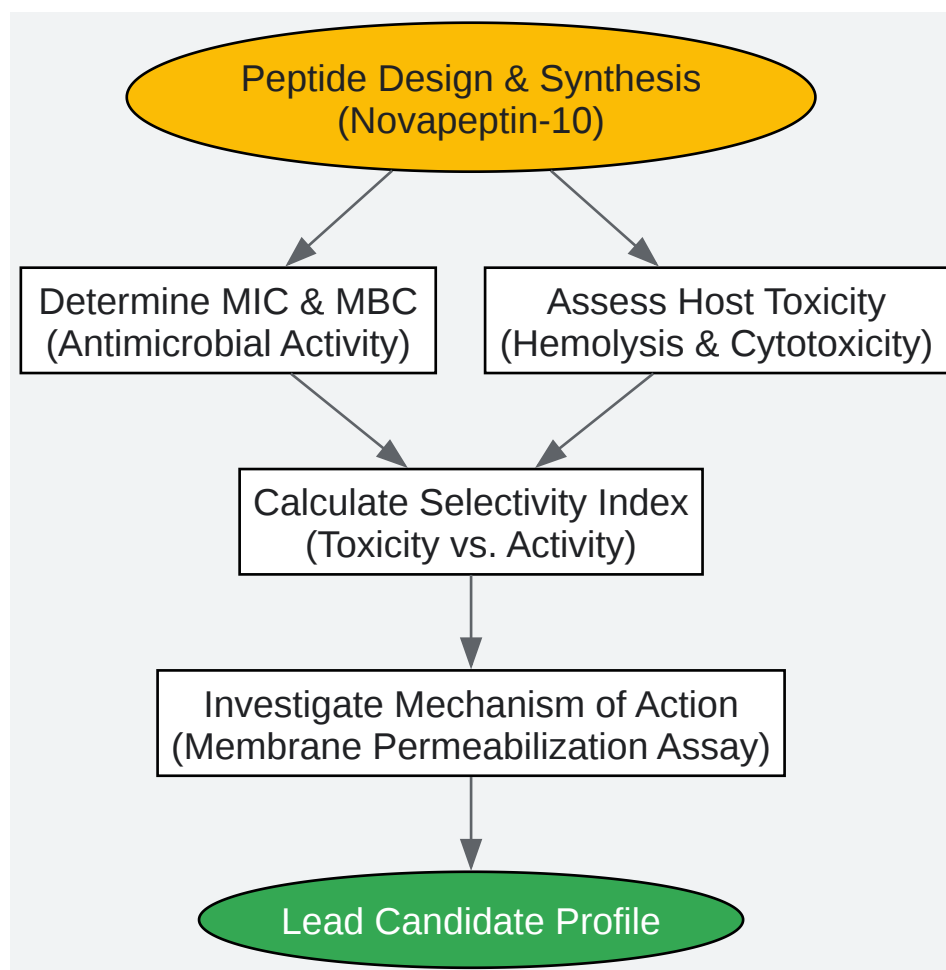 Peptide Design & Synthesis
(Novapeptin-10)
Determine MIC & MBC
(Antimicrobial Activity)
Assess Host Toxicity
(Hemolysis & Cytotoxicity)
Calculate Selectivity Index
(Toxicity vs. Activity)
Investigate Mechanism of Action
(Membrane Permeabilization Assay)
Lead Candidate Profile